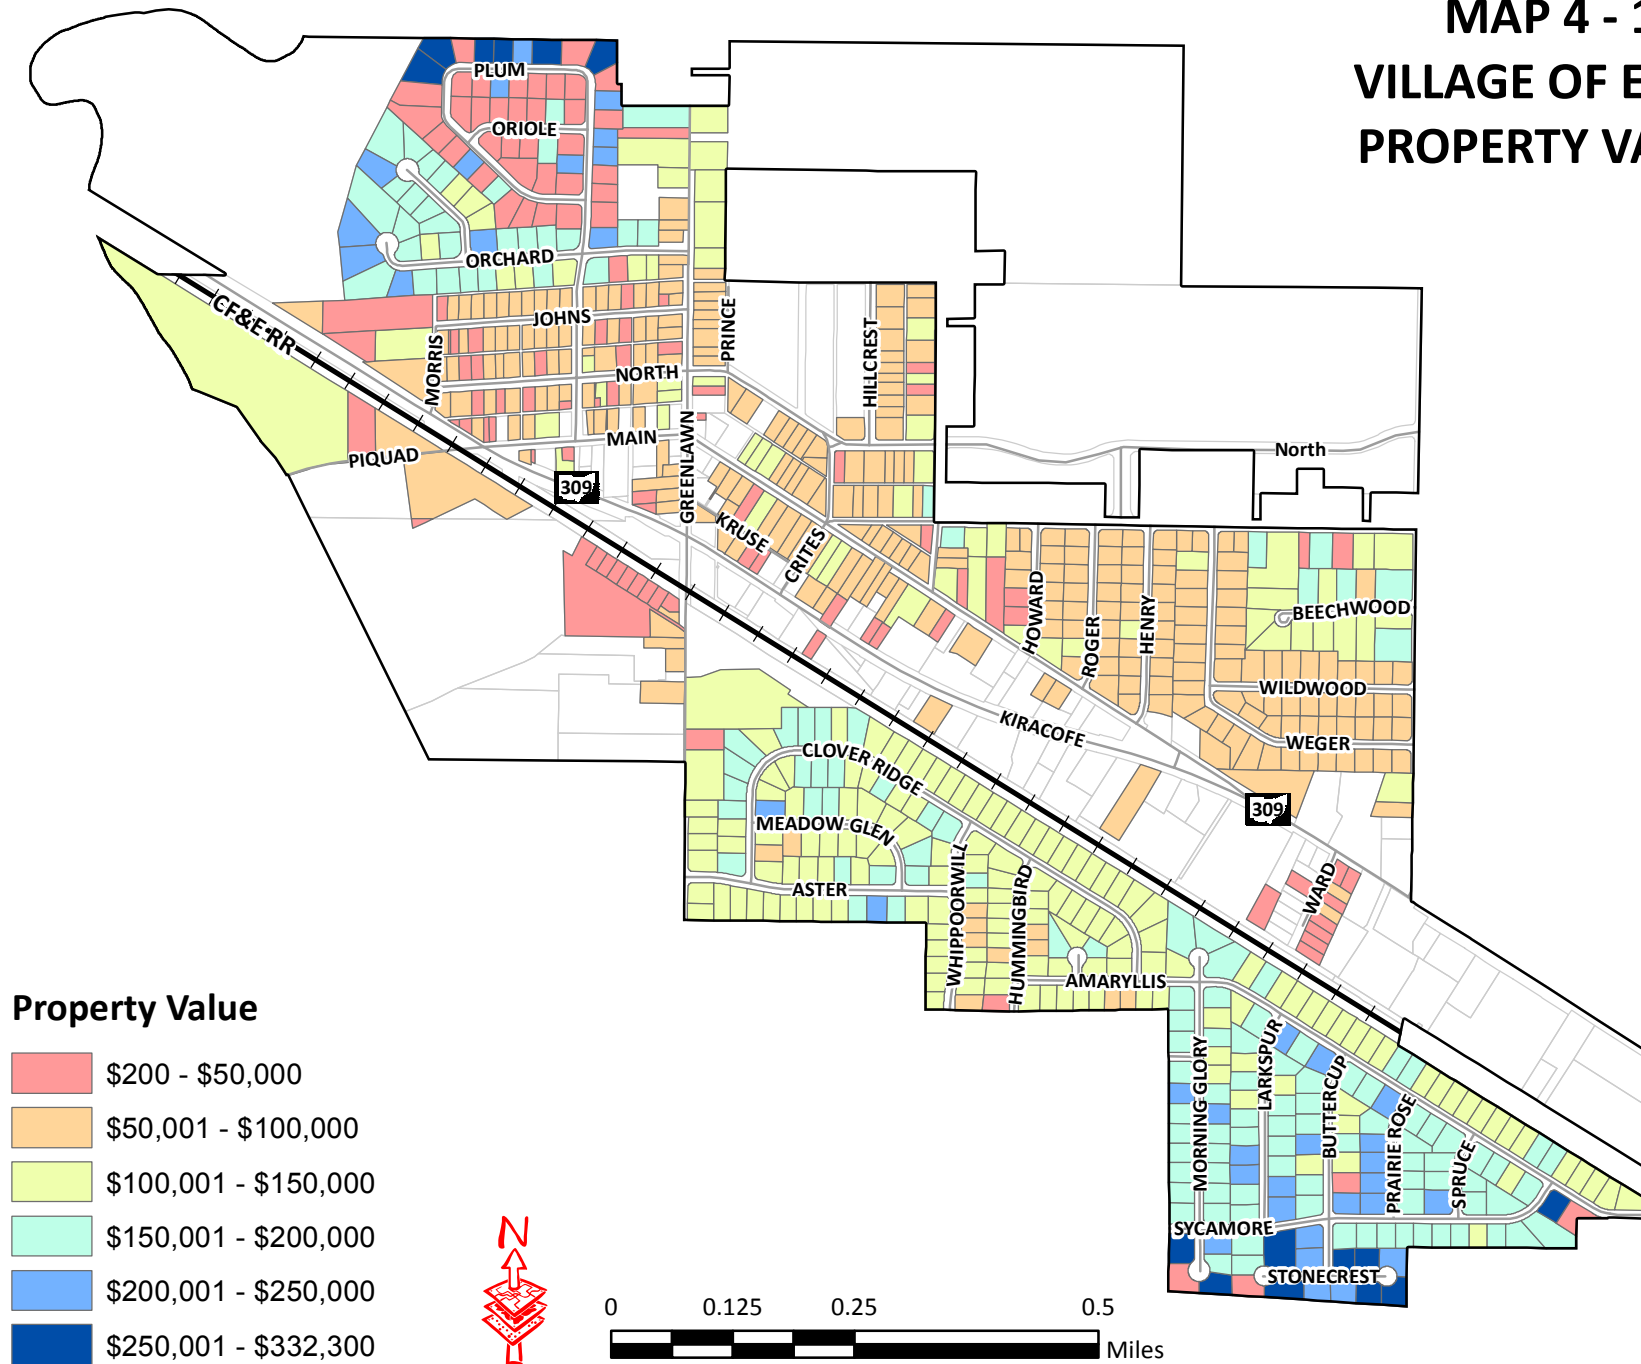 MAP 4 - 1
VILLAGE OF E
PROPERTY VA
PLUM
ORIOLE
ORCHARD
CF&E RR
JOHNS
PRINCE
MORRIS
HILLCREST
NORTH
MAIN
GREENLAWN
PIQUAD
North
309
KRUSE
CRITES
HOWARD
ROGER
HENRY
BEECHWOOD
WILDWOOD
WEGER
KIRACOFE
CLOVER RIDGE
309
MEADOW GLEN
WHIPPOORWILL
HUMMINGBIRD
ASTER
WARD
AMARYLLIS
MORNING GLORY
LARKSPUR
BUTTERCUP
PRAIRIE ROSE
SPRUCE
SYCAMORE
STONECREST
Property Value
$200 - $50,000
$50,001 - $100,000
$100,001 - $150,000
$150,001 - $200,000
$200,001 - $250,000
$250,001 - $332,300
N
0 0.125 0.25 0.5
Miles